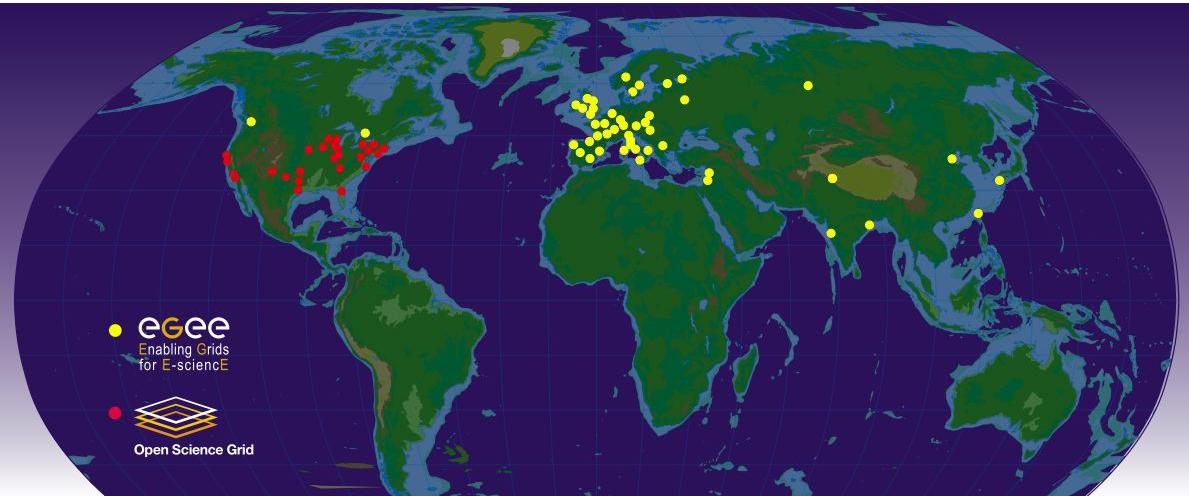 eGee
Enabling Grids
for E-sciencE
Open Science Grid